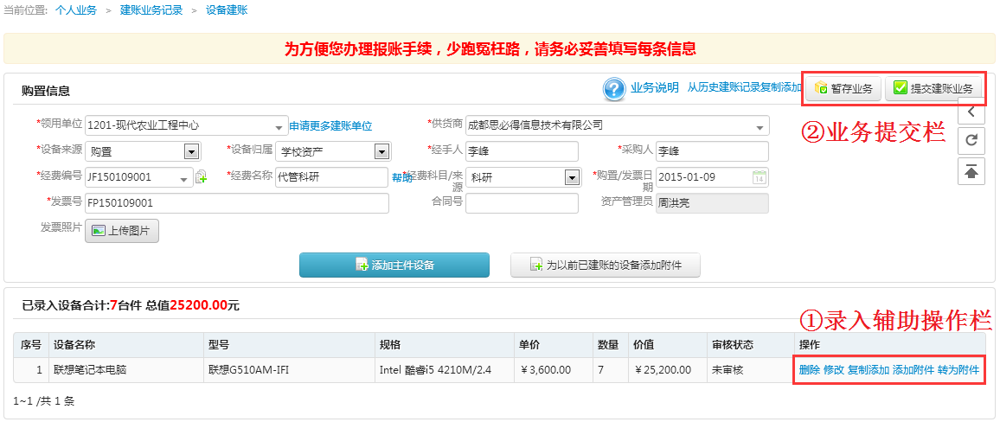 当前位置: 个人业务 > 建账业务记录 > 设备建账
为方便您办理报账手续，少跑冤枉路，请务必妥善填写每条信息
购置信息 业务说明 从历史建账记录复制添加 暂存业务 提交建账业务
②业务提交栏
*领用单位 1201-现代农业工程中心 申请更多建账单位 *供货商 成都思必得信息技术有限公司
*设备来源 购置 *设备归属 学校资产 *经手人 李峰 *采购人 李峰
*经费编号 JF150109001 *经费名称 代管科研 帮助 *经费科目/来源 科研 *购置/发票日期 2015-01-09 14
*发票号 FP150109001 合同号 资产管理员 周洪亮
发票照片 上传图片
添加主件设备 为以前已建账的设备添加附件
已录入设备合计:7台件 总值25200.00元
①录入辅助操作栏
序号 设备名称 型号 规格 单价 数量 价值 审核状态 操作
1 联想笔记本电脑 联想G510AM-IFI Intel 酷睿i5 4210M/2.4 ￥3,600.00 7 ￥25,200.00 未审核 删除 修改 复制添加 添加附件 转为附件
1~1 /共 1 条